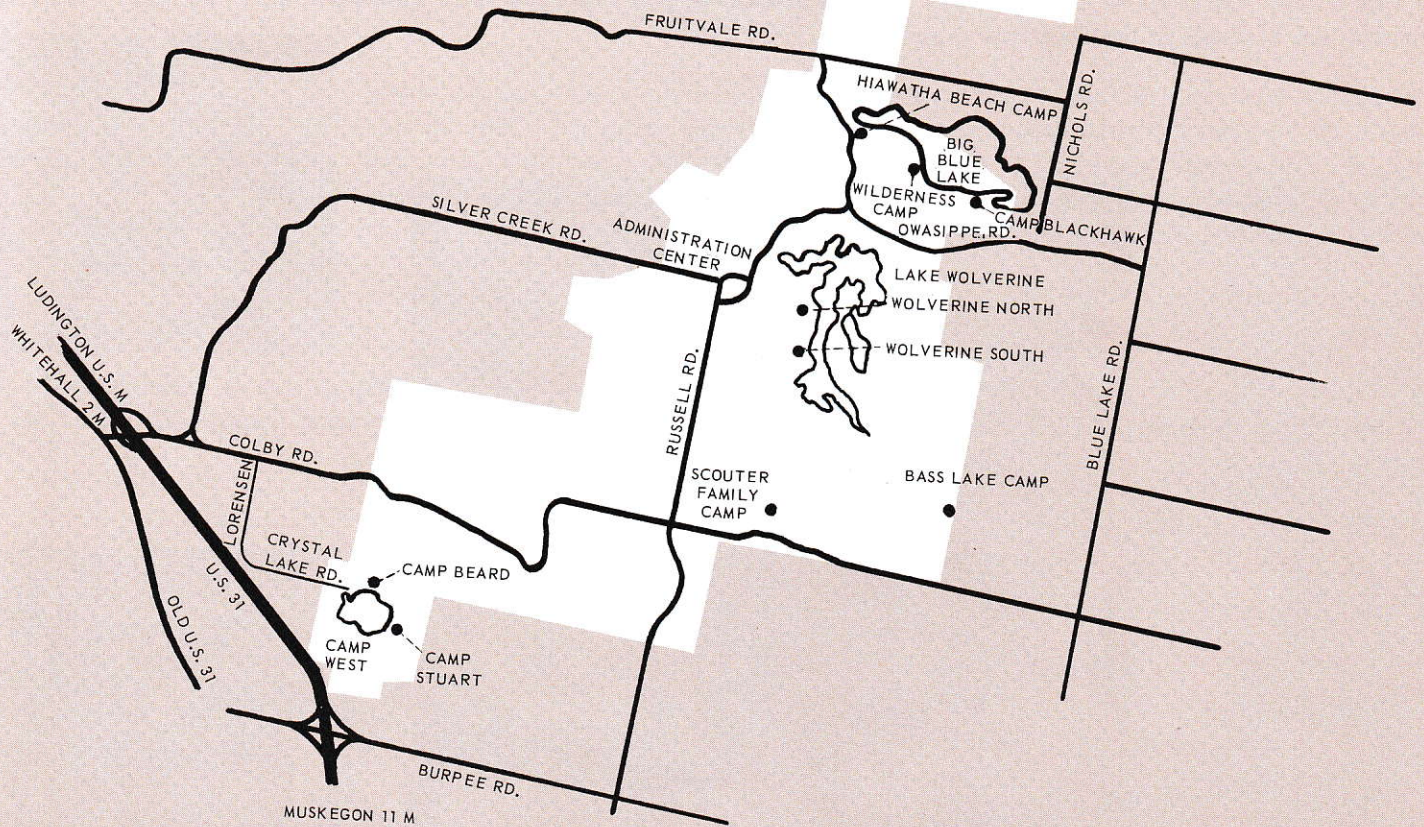 FRUITVALE RD.
HIAWATHA BEACH CAMP
NICHOLS RD.
BIG
BLUE
LAKE
WILDERNESS
CAMP
CAMP BLACKHAWK
OWASIPPE RD.
SILVER CREEK RD.
ADMINISTRATION
CENTER
LAKE WOLVERINE
WOLVERINE NORTH
WOLVERINE SOUTH
LUDINGTON U.S. M
WHITEHALL 2 M
RUSSELL RD.
BLUE LAKE RD.
COLBY RD.
LORENSEN
SCOUTER
FAMILY
CAMP
BASS LAKE CAMP
CRYSTAL
LAKE RD.
CAMP BEARD
U.S. 31
OLD U.S. 31
CAMP
WEST
CAMP
STUART
BURPEE RD.
MUSKEGON 11 M